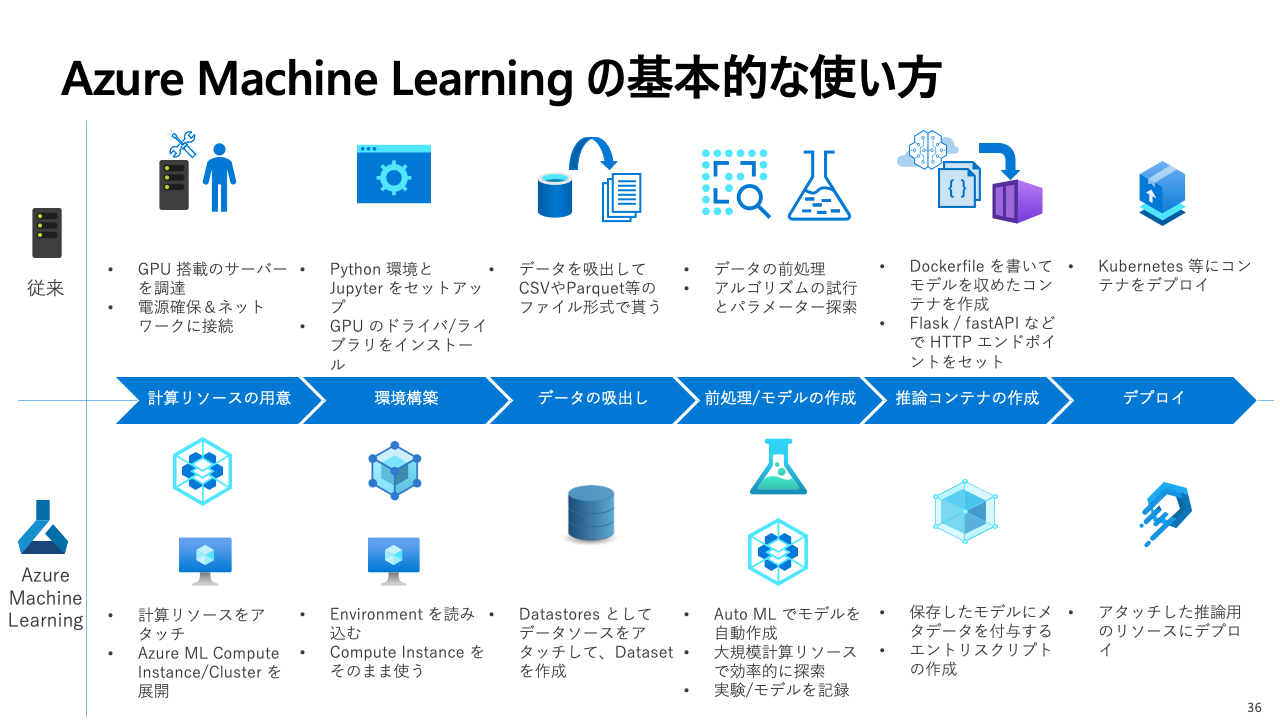 Azure Machine Learning の基本的な使い方
従来
• GPU 搭載のサーバー
を調達
• 電源確保＆ネット
ワークに接続
• Python 環境と
Jupyter をセットアッ
プ
• GPU のドライバ/ライ
ブラリをインストー
ル
• データを吸出して
CSVやParquet等の
ファイル形式で貰う
• データの前処理
• アルゴリズムの試行
とパラメーター探索
• Dockerfile を書いて
モデルを収めたコン
テナを作成
• Flask / fastAPI など
で HTTP エンドポイ
ントをセット
• Kubernetes 等にコン
テナをデプロイ
計算リソースの用意
環境構築
データの吸出し
前処理/モデルの作成
推論コンテナの作成
デプロイ
Azure
Machine
Learning
• 計算リソースをア
タッチ
• Azure ML Compute
Instance/Cluster を
展開
• Environment を読み
込む
• Compute Instance を
そのまま使う
• Datastores として
データソースをア
タッチして、Dataset
を作成
• Auto ML でモデルを
自動作成
• 大規模計算リソース
で効率的に探索
• 実験/モデルを記録
• 保存したモデルにメ
タデータを付与する
• エントリスクリプト
の作成
• アタッチした推論用
のリソースにデプロ
イ
36